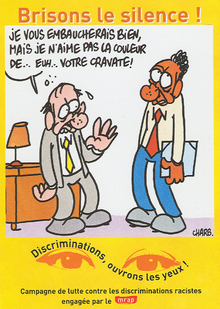 Brisons le silence !
JE VOUS EMBAUCHERAIS BIEN,
MAIS JE N'AIME PAS LA COULEUR
DE... EUH... VOTRE CRAVATE!
CHARB.
Discriminations, ouvrons les yeux !
Campagne de lutte contre les discriminations racistes
engagée par le mrap